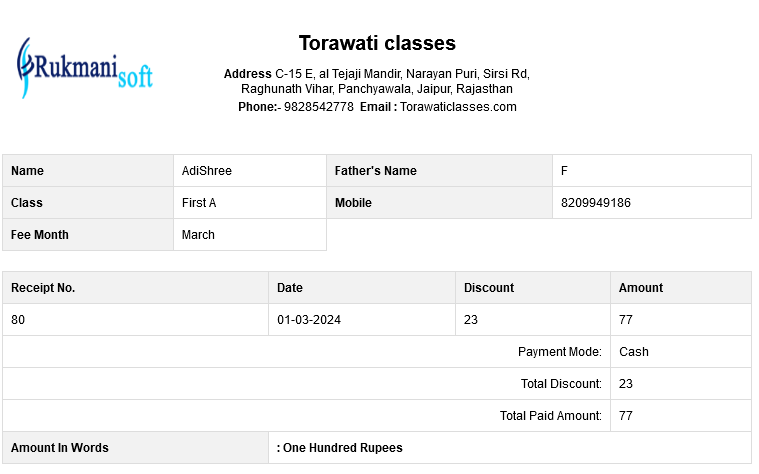 Rukmani soft
Torawati classes
Address C-15 E, al Tejaji Mandir, Narayan Puri, Sirsi Rd,
Raghunath Vihar, Panchyawala, Jaipur, Rajasthan
Phone:- 9828542778 Email : Torawaticlasses.com
Name AdiShree Father's Name F
Class First A Mobile 8209949186
Fee Month March
Receipt No. Date Discount Amount
80 01-03-2024 23 77
Payment Mode: Cash
Total Discount: 23
Total Paid Amount: 77
Amount In Words : One Hundred Rupees